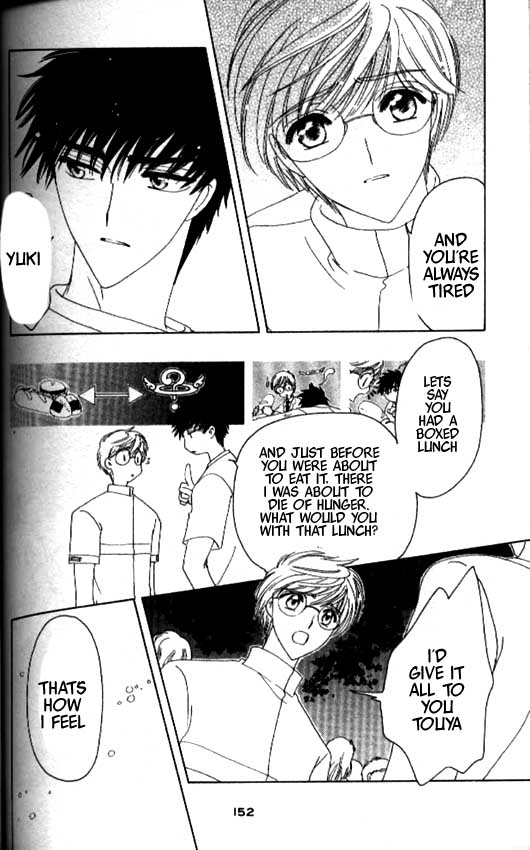 AND
YOU'RE
ALWAYS
TIRED
YUKI
LETS
SAY
YOU
HAD A
BOXED
LUNCH
AND JUST BEFORE
YOU WERE ABOUT
TO EAT IT. THERE
I WAS ABOUT TO
DIE OF HUNGER.
WHAT WOULD YOU
WITH THAT LUNCH?
?
I'D
GIVE IT
ALL TO
YOU
TOUYA
THATS
HOW
I FEEL
152